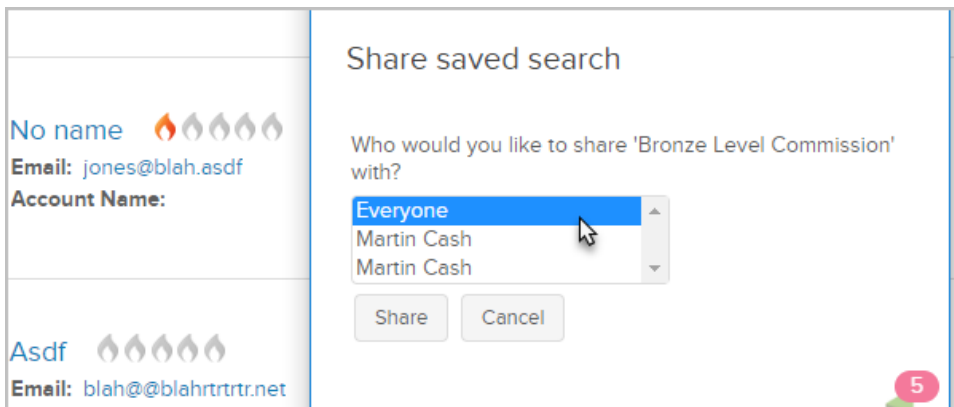 No name
Email: jones@blah.asdf
Account Name:
Asdf
Email: blah@@blahrtrtrtr.net
Share saved search
Who would you like to share 'Bronze Level Commission'
with?
Everyone
Martin Cash
Martin Cash
Share
Cancel
5